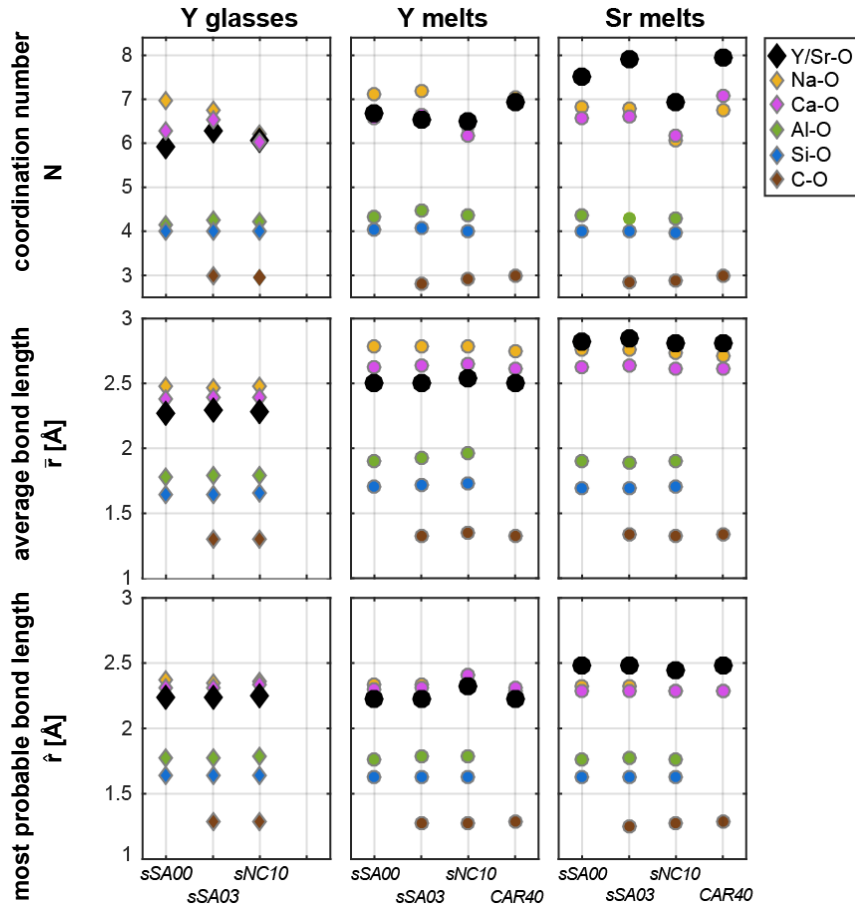 Y glasses
Y melts
Sr melts
coordination number
N
8
7
6
5
4
3
Y/Sr-O
Na-O
Ca-O
Al-O
Si-O
C-O
average bond length
r̄ [Å]
3
2.5
2
1.5
1
most probable bond length
r̂ [Å]
3
2.5
2
1.5
1
sSA00
sSA03
sNC10
sSA00
sSA03
sNC10
CAR40
sSA00
sSA03
sNC10
CAR40